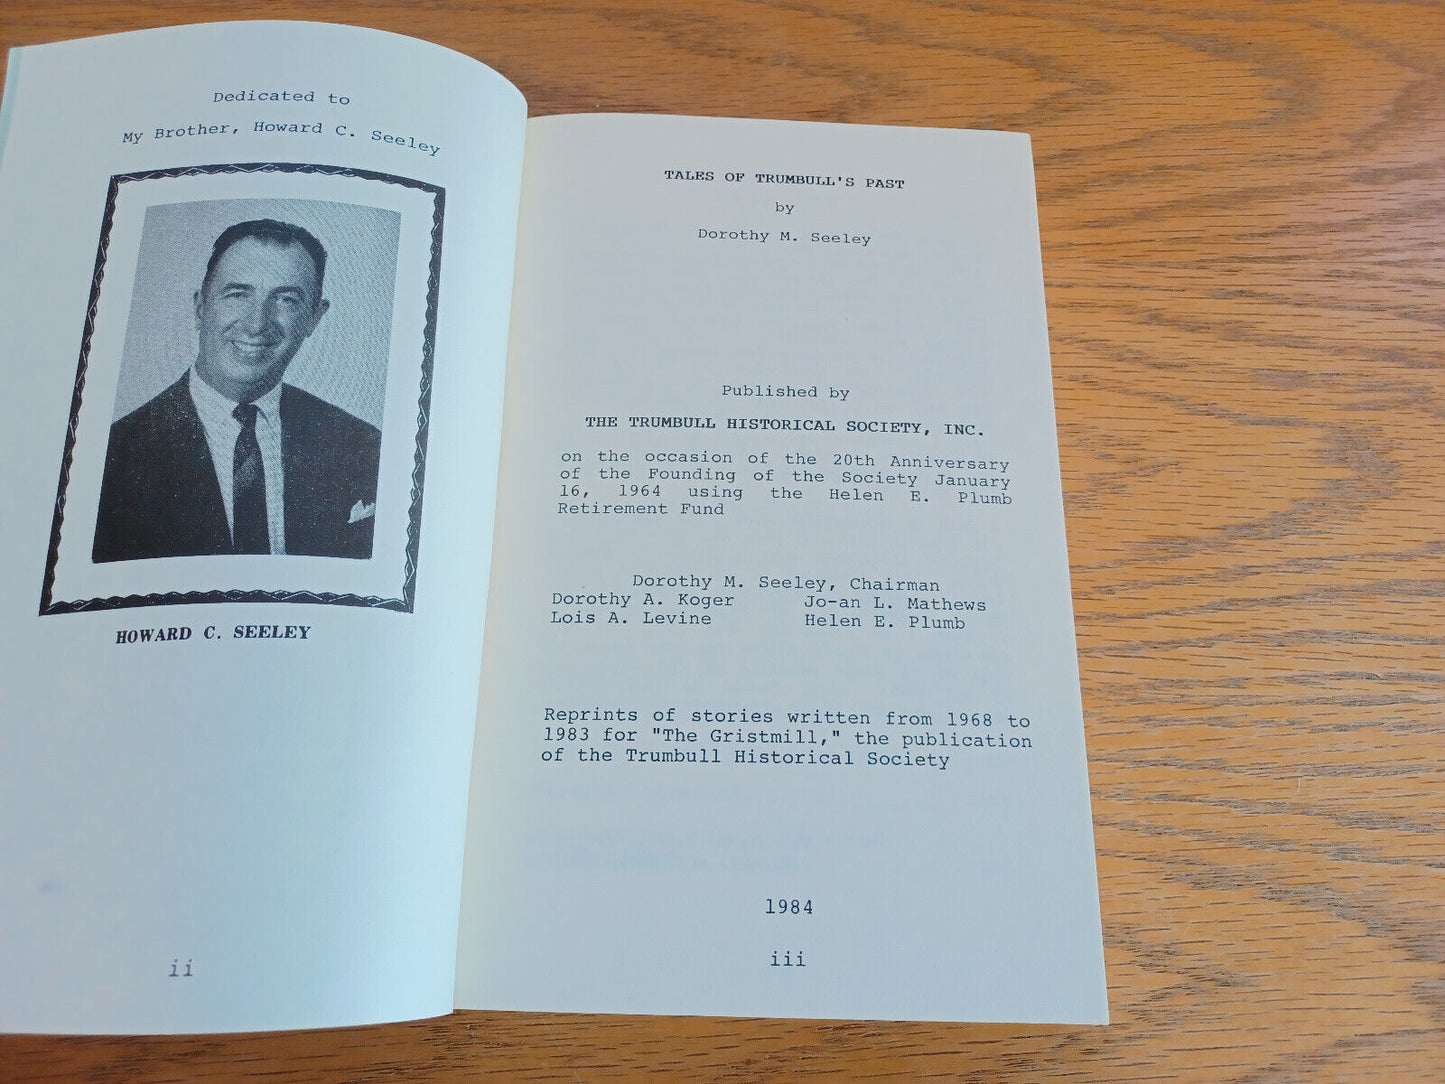 Dedicated to
My Brother, Howard C. Seeley
HOWARD C. SEELEY
ii
TALES OF TRUMBULL'S PAST
by
Dorothy M. Seeley
Published by
THE TRUMBULL HISTORICAL SOCIETY, INC.
on the occasion of the 20th Anniversary
of the Founding of the Society January
16, 1964 using the Helen E. Plumb
Retirement Fund
Dorothy M. Seeley, Chairman
Dorothy A. Koger Jo-an L. Mathews
Lois A. Levine Helen E. Plumb
Reprints of stories written from 1968 to
1983 for "The Gristmill," the publication
of the Trumbull Historical Society
1984
iii